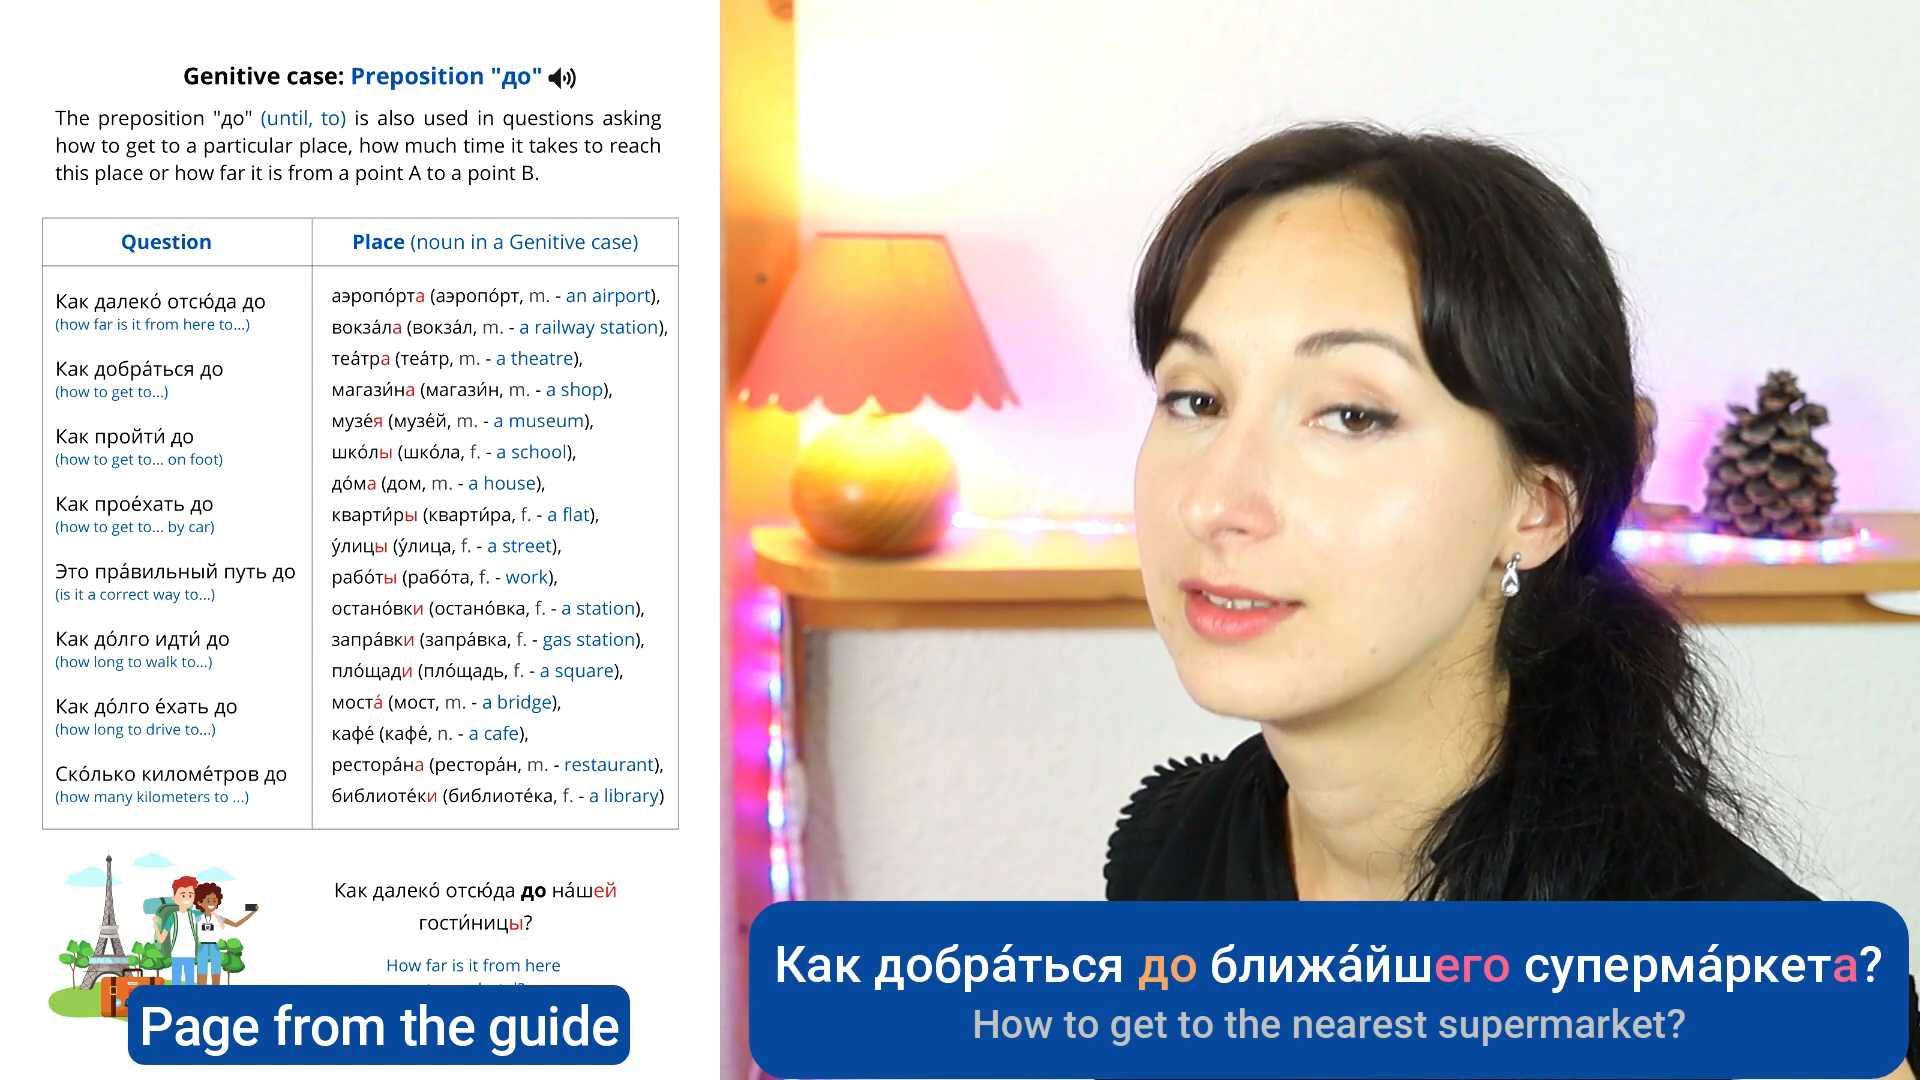 Genitive case: Preposition "до"
The preposition "до" (until, to) is also used in questions asking
how to get to a particular place, how much time it takes to reach
this place or how far it is from a point A to a point B.
Question
Place (noun in a Genitive case)
Как далеко́ отсю́да до
(how far is it from here to...)
Как добра́ться до
(how to get to...)
Как пройти́ до
(how to get to... on foot)
Как прое́хать до
(how to get to... by car)
Это пра́вильный путь до
(is it a correct way to...)
Как до́лго идти́ до
(how long to walk to...)
Как до́лго е́хать до
(how long to drive to...)
Ско́лько киломе́тров до
(how many kilometers to ...)
аэропо́рта (аэропо́рт, m. - an airport),
вокза́ла (вокза́л, m. - a railway station),
теа́тра (теа́тр, m. - a theatre),
магази́на (магази́н, m. - a shop),
музе́я (музе́й, m. - a museum),
шко́лы (шко́ла, f. - a school),
до́ма (дом, m. - a house),
кварти́ры (кварти́ра, f. - a flat),
у́лицы (у́лица, f. - a street),
рабо́ты (рабо́та, f. - work),
остано́вки (остано́вка, f. - a station),
запра́вки (запра́вка, f. - gas station),
пло́щади (пло́щадь, f. - a square),
моста́ (мост, m. - a bridge),
кафе́ (кафе́, n. - a cafe),
рестора́на (рестора́н, m. - restaurant),
библиоте́ки (библиоте́ка, f. - a library)
Как далеко́ отсю́да до на́шей
гости́ницы?
How far is it from here
Page from the guide
Как добра́ться до ближа́йшего суперма́ркета?
How to get to the nearest supermarket?